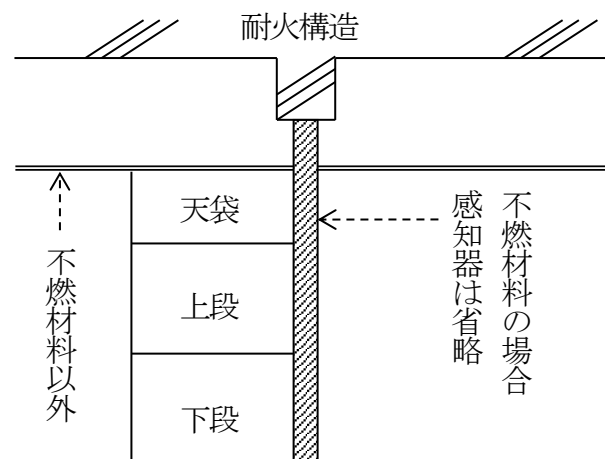 耐火構造
天袋
上段
下段
不燃材料以外
不燃材料の場合
感知器は省略